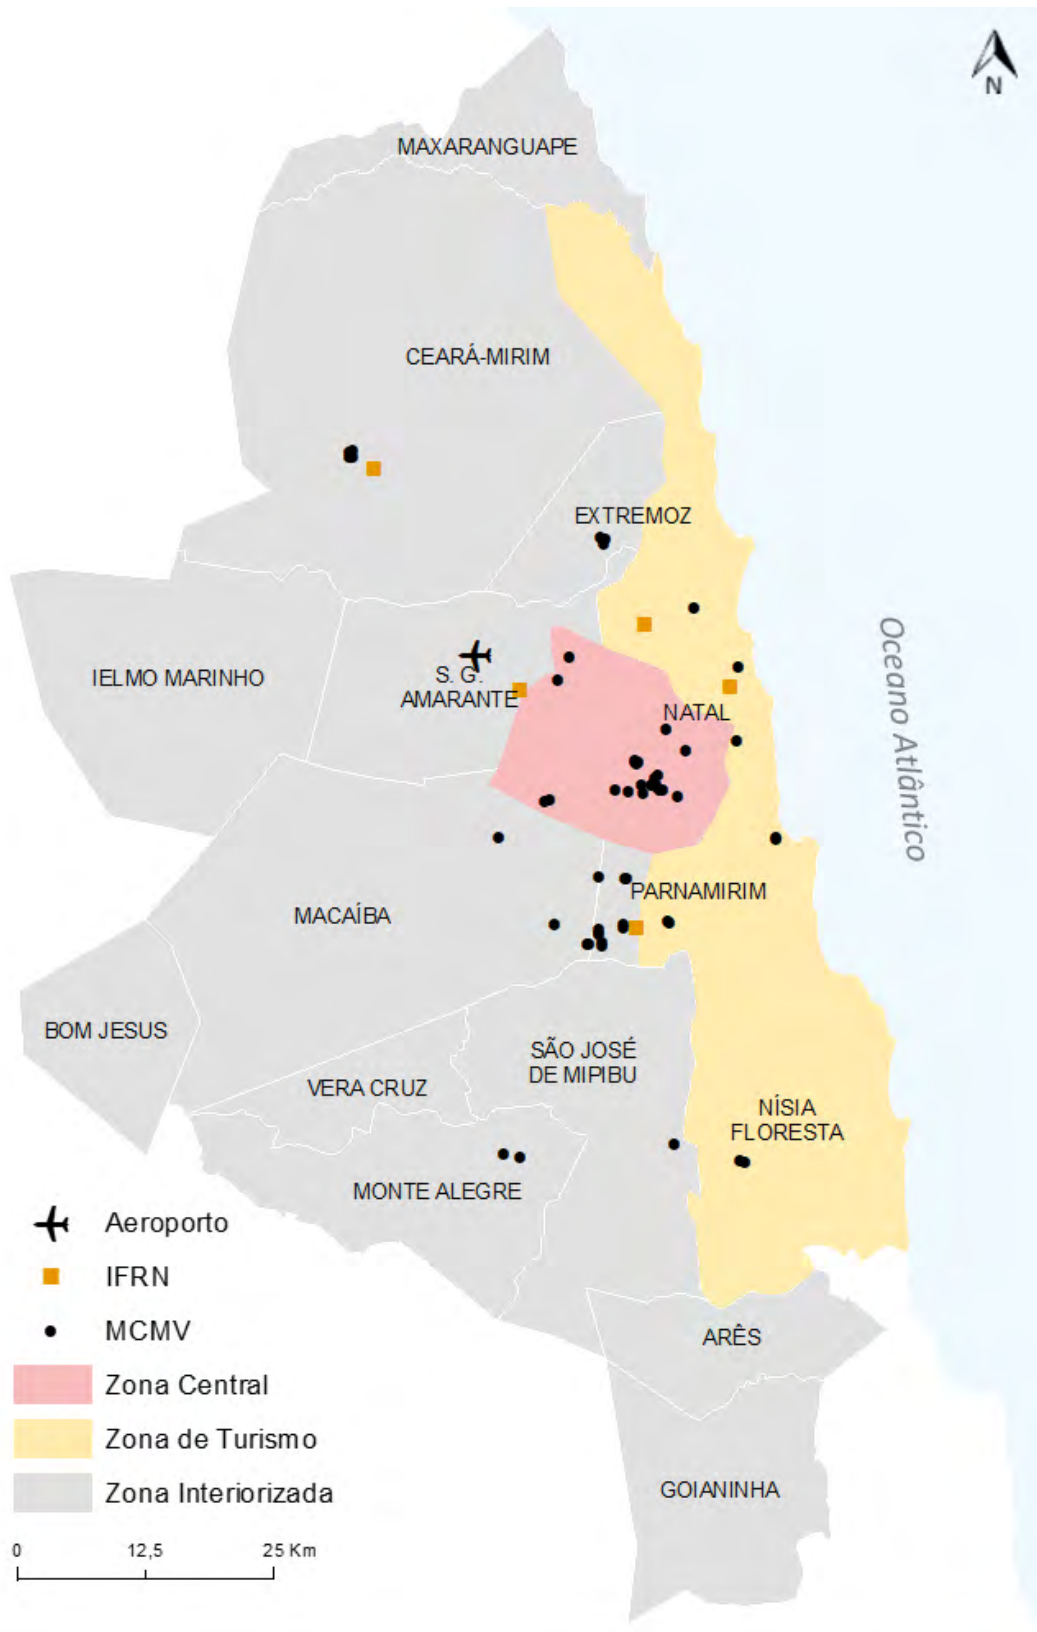 N
MAXARANGUAPE
CEARÁ-MIRIM
EXTREMOZ
IELMO MARINHO
S. G.
AMARANTE
NATAL
Oceano Atlântico
PARNAMIRIM
MACAÍBA
BOM JESUS
SÃO JOSÉ
DE MIPIBU
VERA CRUZ
NÍSIA
FLORESTA
MONTE ALEGRE
Aeroporto
IFRN
MCMV
ARÊS
Zona Central
Zona de Turismo
Zona Interiorizada
GOIANINHA
0 12,5 25 Km